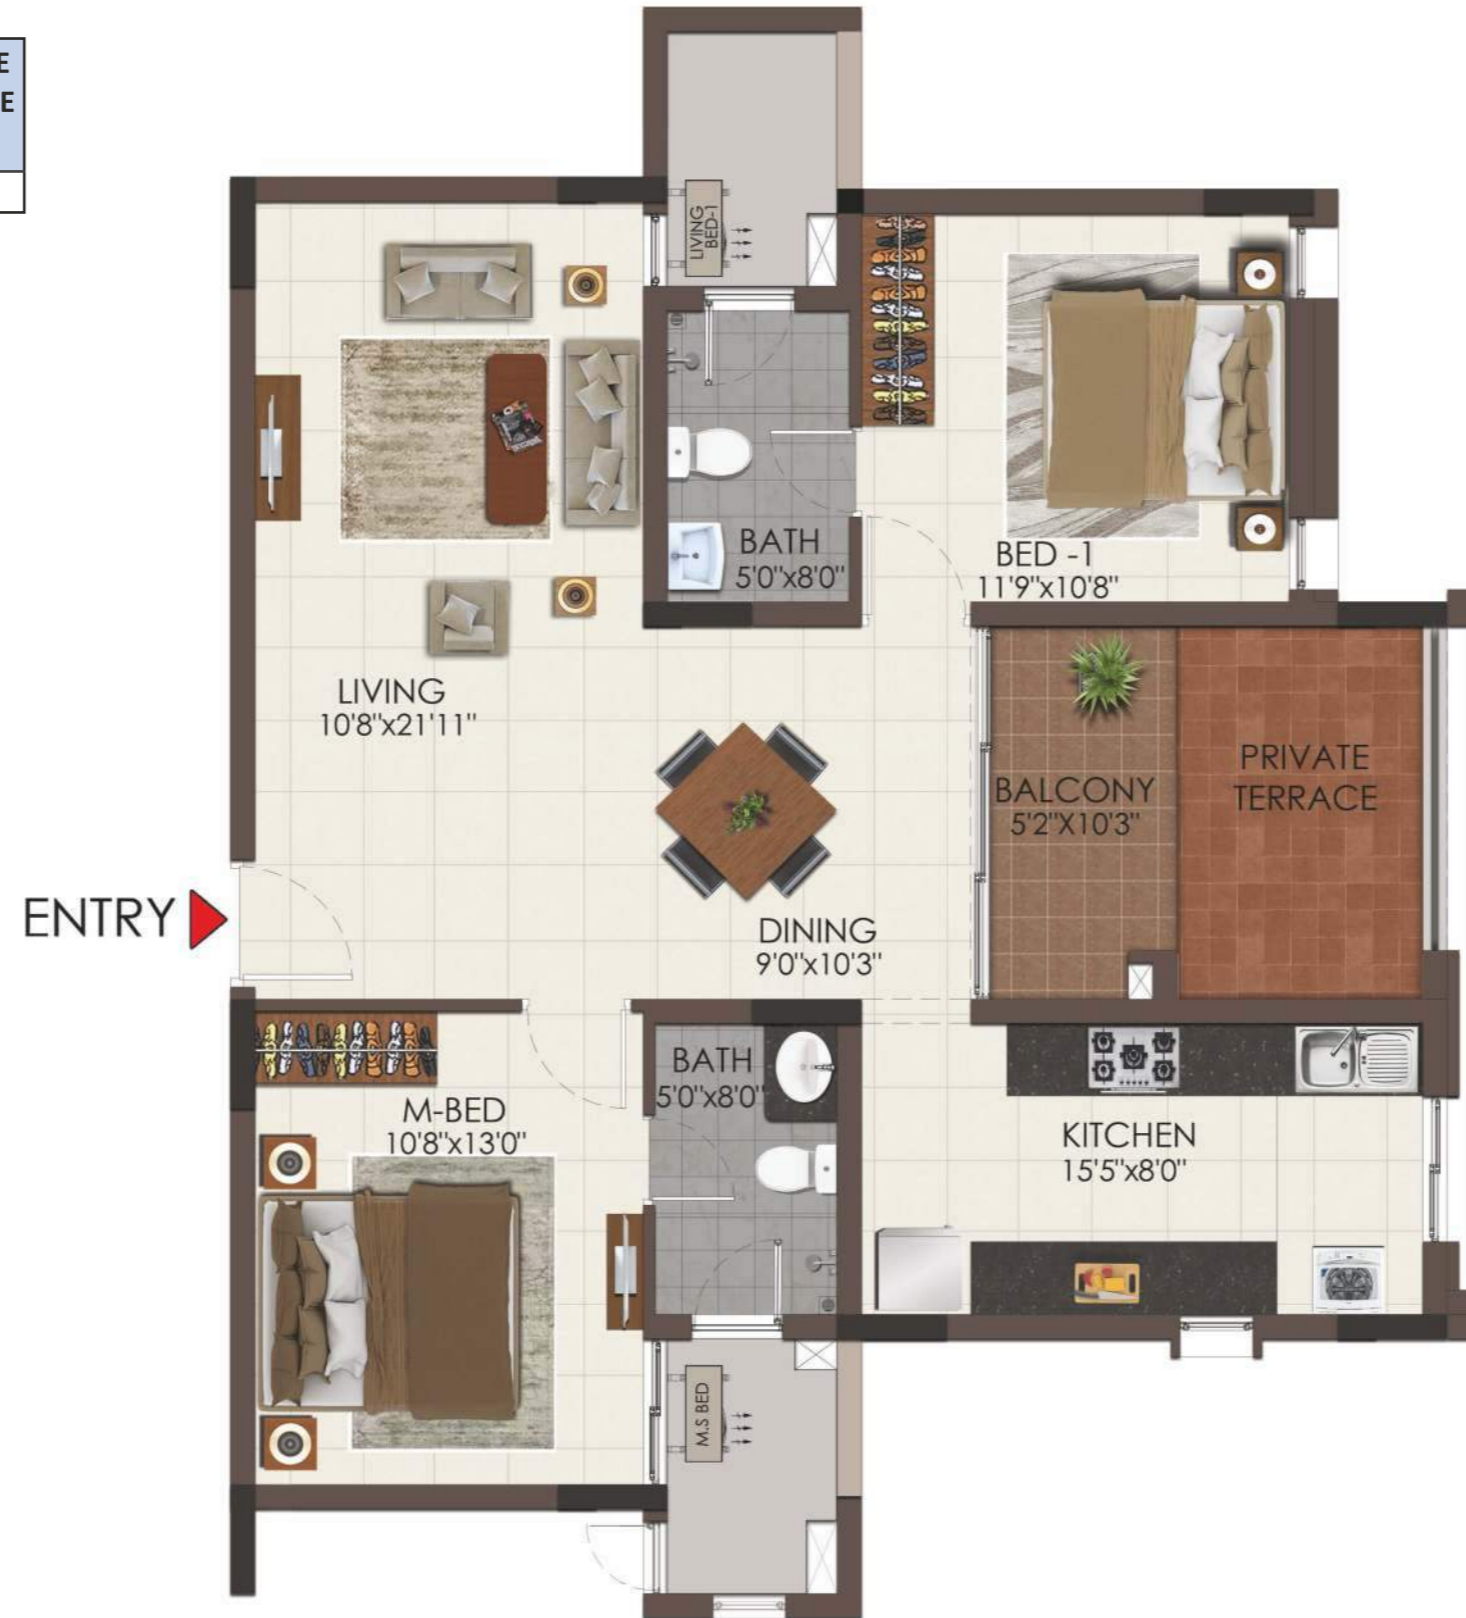 E
E
LIVING
BED-1
BATH
5'0"x8'0"
BED -1
11'9"x10'8"
LIVING
10'8"x21'11"
BALCONY
5'2"X10'3"
PRIVATE
TERRACE
ENTRY
DINING
9'0"x10'3"
BATH
5'0"x8'0"
M-BED
10'8"x13'0"
KITCHEN
15'5"x8'0"
M.S BED